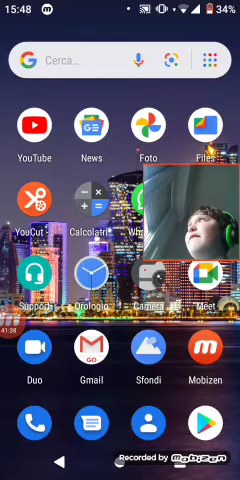 15:48
34%
Cerca...
YouTube
News
Foto
Files
YouCut -
Calcolatri
Support
Orologio
Camera
Meet
41:38
Duo
Gmail
Sfondi
Mobizen
GO
Recorded by mobizen